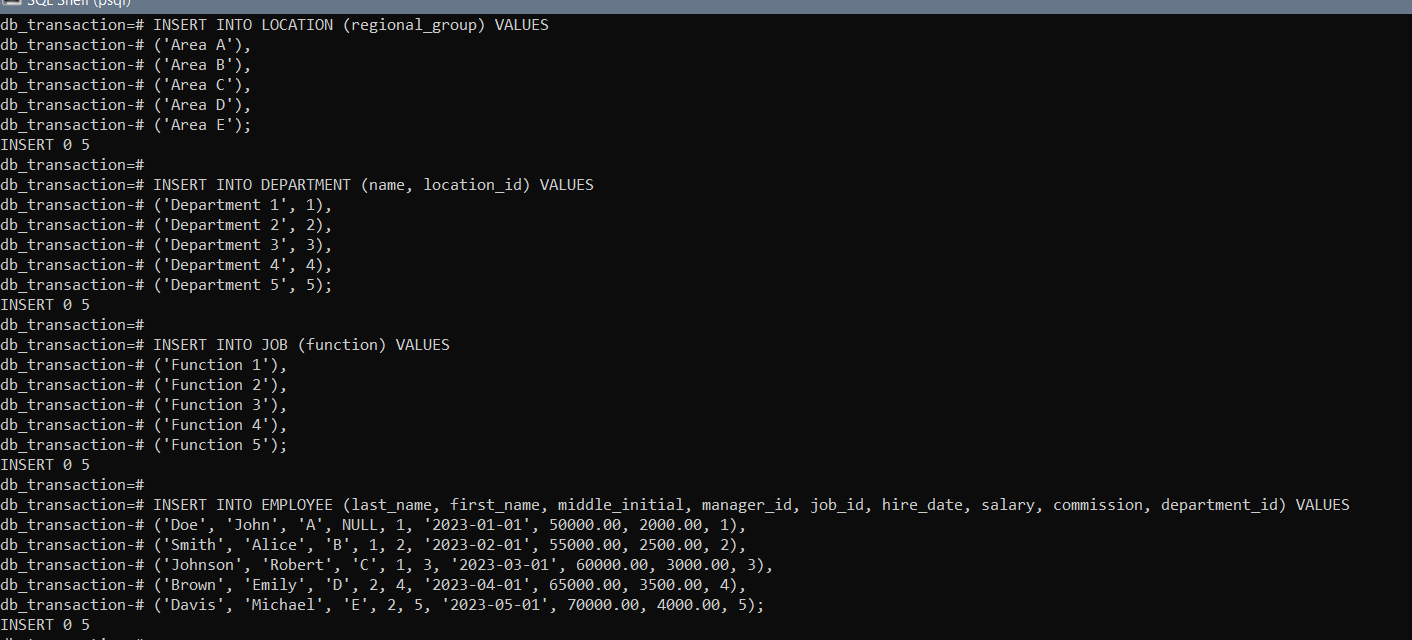 SQL Shell (psql)
db_transaction=# INSERT INTO LOCATION (regional_group) VALUES
db_transaction-# ('Area A'),
db_transaction-# ('Area B'),
db_transaction-# ('Area C'),
db_transaction-# ('Area D'),
db_transaction-# ('Area E');
INSERT 0 5
db_transaction=#
db_transaction=# INSERT INTO DEPARTMENT (name, location_id) VALUES
db_transaction-# ('Department 1', 1),
db_transaction-# ('Department 2', 2),
db_transaction-# ('Department 3', 3),
db_transaction-# ('Department 4', 4),
db_transaction-# ('Department 5', 5);
INSERT 0 5
db_transaction=#
db_transaction=# INSERT INTO JOB (function) VALUES
db_transaction-# ('Function 1'),
db_transaction-# ('Function 2'),
db_transaction-# ('Function 3'),
db_transaction-# ('Function 4'),
db_transaction-# ('Function 5');
INSERT 0 5
db_transaction=#
db_transaction=# INSERT INTO EMPLOYEE (last_name, first_name, middle_initial, manager_id, job_id, hire_date, salary, commission, department_id) VALUES
db_transaction-# ('Doe', 'John', 'A', NULL, 1, '2023-01-01', 50000.00, 2000.00, 1),
db_transaction-# ('Smith', 'Alice', 'B', 1, 2, '2023-02-01', 55000.00, 2500.00, 2),
db_transaction-# ('Johnson', 'Robert', 'C', 1, 3, '2023-03-01', 60000.00, 3000.00, 3),
db_transaction-# ('Brown', 'Emily', 'D', 2, 4, '2023-04-01', 65000.00, 3500.00, 4),
db_transaction-# ('Davis', 'Michael', 'E', 2, 5, '2023-05-01', 70000.00, 4000.00, 5);
INSERT 0 5